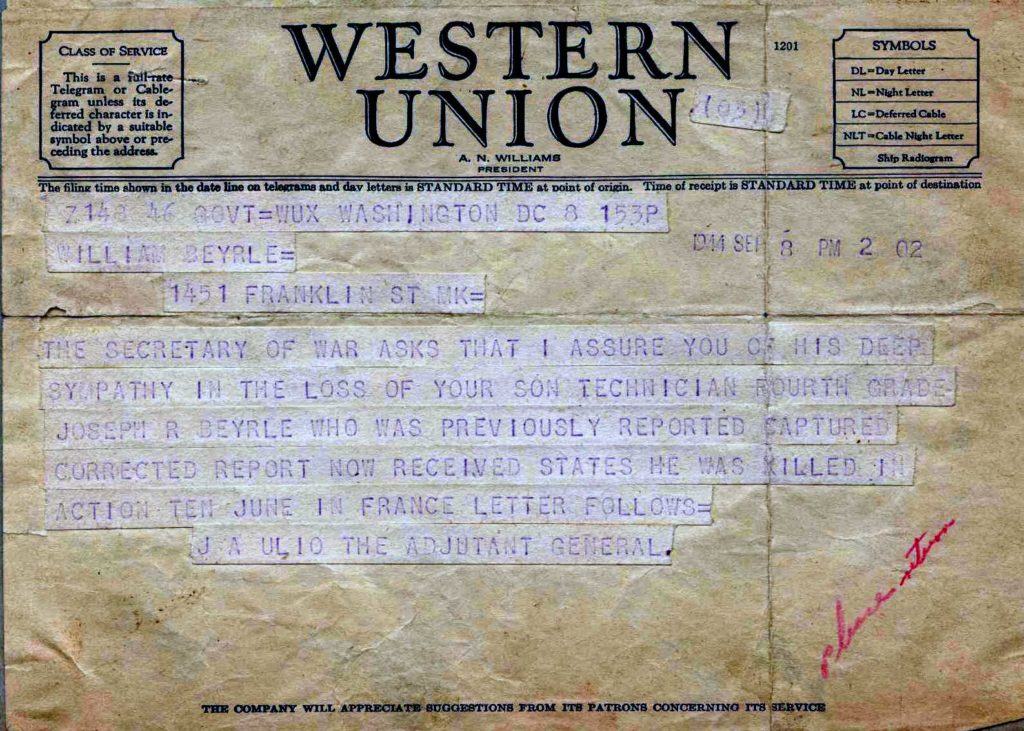 CLASS OF SERVICE
This is a full-rate
Telegram or Cable-
gram unless its de-
ferred character is in-
dicated by a suitable
symbol above or pre-
ceding the address.
WESTERN
UNION
A. N. WILLIAMS
PRESIDENT
1201
(03)
SYMBOLS
DL=Day Letter
NL=Night Letter
LC=Deferred Cable
NLT=Cable Night Letter
Ship Radiogram
The filing time shown in the date line on telegrams and day letters is STANDARD TIME at point of origin. Time of receipt is STANDARD TIME at point of destination
Z148 46 GOVT=WUX WASHINGTON DC 8 153P
1944 SEP 8 PM 2 02
WILLIAM BEYRLE=
1451 FRANKLIN ST MK=
THE SECRETARY OF WAR ASKS THAT I ASSURE YOU OF HIS DEEP
SYMPATHY IN THE LOSS OF YOUR SON TECHNICIAN FOURTH GRADE
JOSEPH R BEYRLE WHO WAS PREVIOUSLY REPORTED CAPTURED
CORRECTED REPORT NOW RECEIVED STATES HE WAS KILLED IN
ACTION TEN JUNE IN FRANCE LETTER FOLLOWS=
J A ULIO THE ADJUTANT GENERAL.
please return
THE COMPANY WILL APPRECIATE SUGGESTIONS FROM ITS PATRONS CONCERNING ITS SERVICE